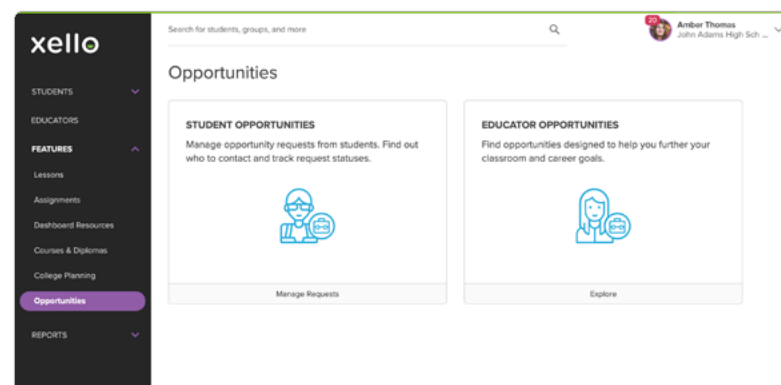 xello
Search for students, groups, and more
20
Amber Thomas
John Adams High Sch ...
STUDENTS
EDUCATORS
FEATURES
Lessons
Assignments
Dashboard Resources
Courses & Diplomas
College Planning
Opportunities
REPORTS
Opportunities
STUDENT OPPORTUNITIES
Manage opportunity requests from students. Find out
who to contact and track request statuses.
Manage Requests
EDUCATOR OPPORTUNITIES
Find opportunities designed to help you further your
classroom and career goals.
Explore